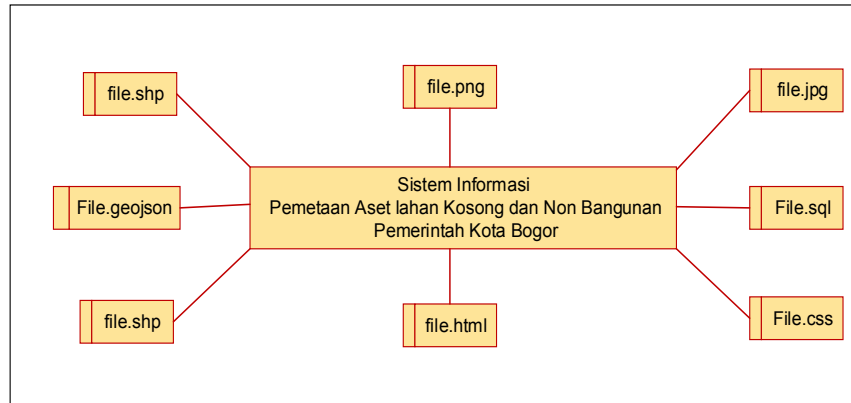 file.shp
file.png
file.jpg
Sistem Informasi
Pemetaan Aset lahan Kosong dan Non Bangunan
Pemerintah Kota Bogor
File.geojson
File.sql
file.shp
file.html
File.css